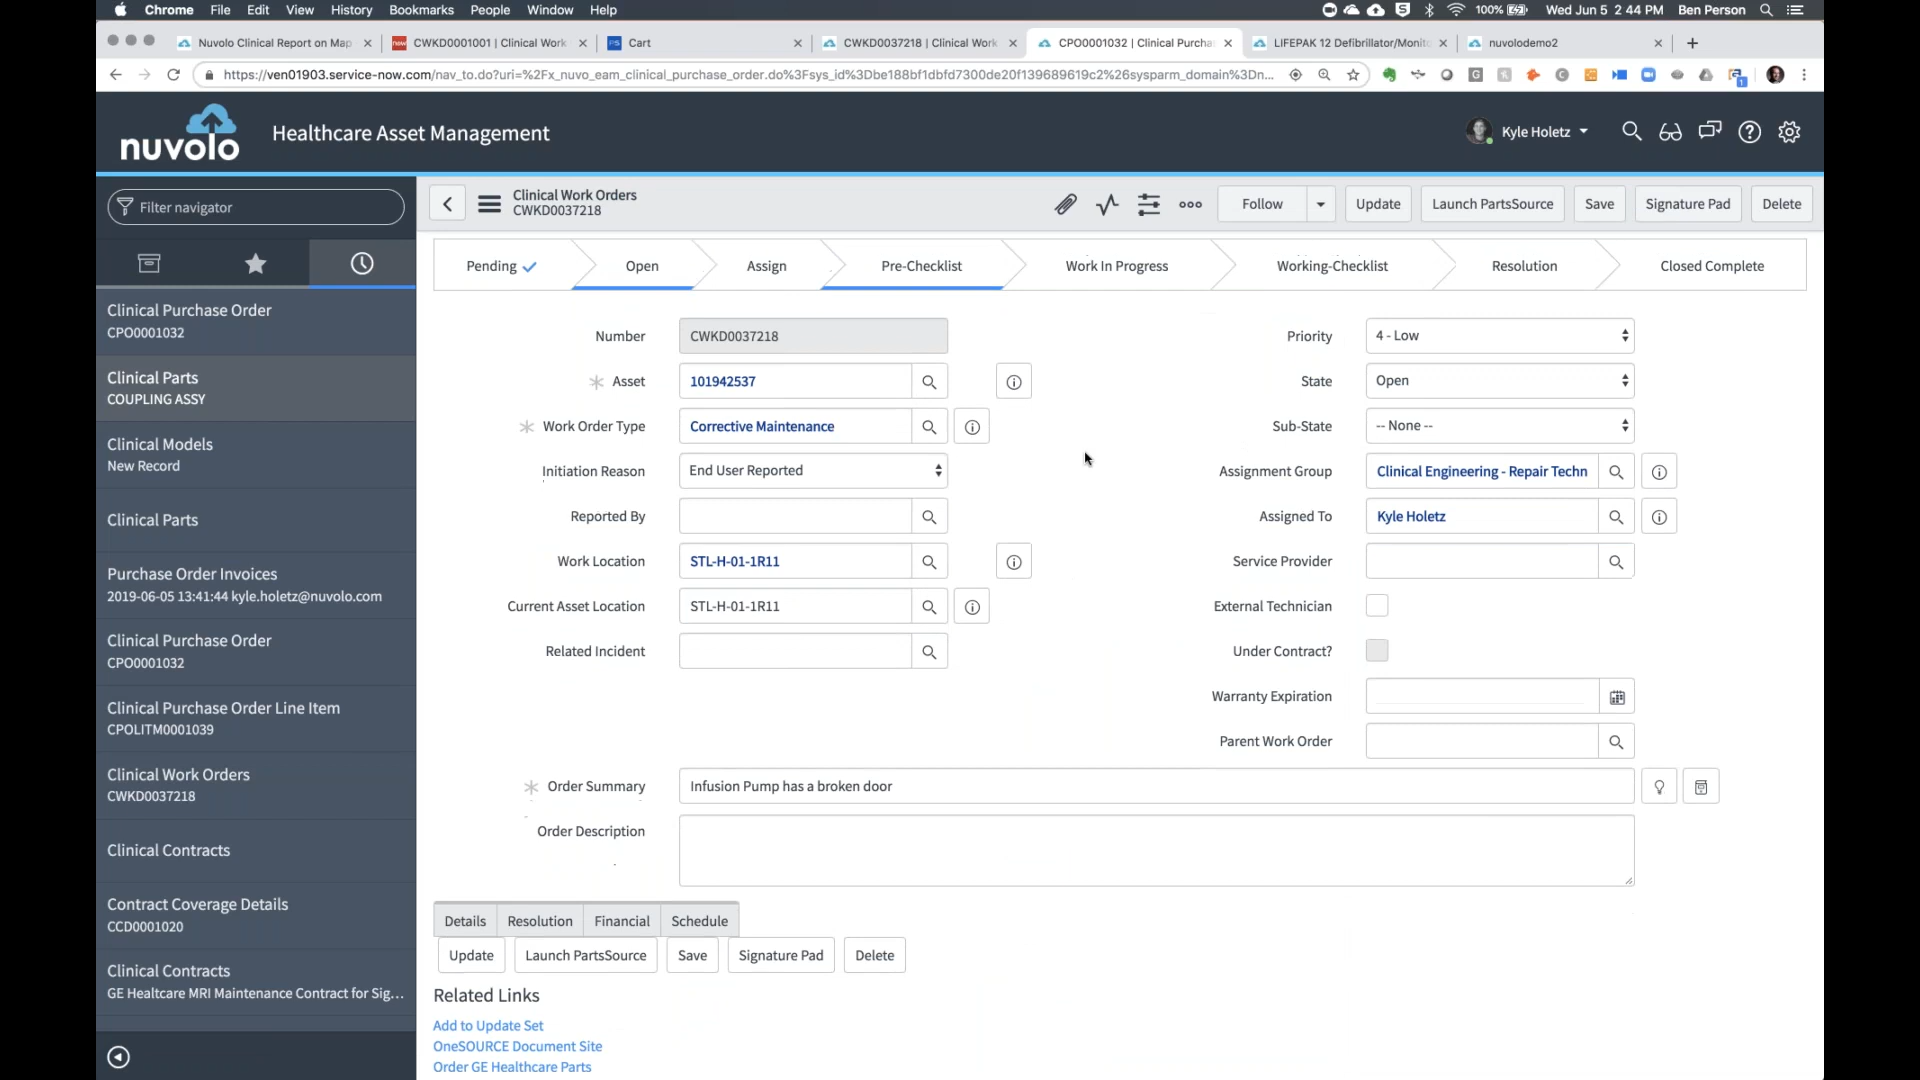 Chrome File Edit View History Bookmarks People Window Help 100% Wed Jun 5 2:44 PM Ben Person
Nuvolo Clinical Report on Map CWKD0001001 | Clinical Work Cart CWKD0037218 | Clinical Work CPO0001032 | Clinical Purcha LIFEPAK 12 Defibrillator/Monito nuvolodemo2
https://ven01903.service-now.com/nav_to.do?uri=%2Fx_nuvo_eam_clinical_purchase_order.do%3Fsys_id%3Dbe188bf1dbfd7300de20f139689619c2%26sysparm_domain%3Dn...
nuvolo Healthcare Asset Management Kyle Holetz
Filter navigator
Clinical Purchase Order
CPO0001032
Clinical Parts
COUPLING ASSY
Clinical Models
New Record
Clinical Parts
Purchase Order Invoices
2019-06-05 13:41:44 kyle.holetz@nuvolo.com
Clinical Purchase Order
CPO0001032
Clinical Purchase Order Line Item
CPOLITM0001039
Clinical Work Orders
CWKD0037218
Clinical Contracts
Contract Coverage Details
CCD0001020
Clinical Contracts
GE Healtcare MRI Maintenance Contract for Sig...
Clinical Work Orders
CWKD0037218
Follow Update Launch PartsSource Save Signature Pad Delete
Pending Open Assign Pre-Checklist Work In Progress Working-Checklist Resolution Closed Complete
Number CWKD0037218
Asset 101942537
Work Order Type Corrective Maintenance
Initiation Reason End User Reported
Reported By
Work Location STL-H-01-1R11
Current Asset Location STL-H-01-1R11
Related Incident
Priority 4 - Low
State Open
Sub-State -- None --
Assignment Group Clinical Engineering - Repair Techn
Assigned To Kyle Holetz
Service Provider
External Technician
Under Contract?
Warranty Expiration
Parent Work Order
Order Summary Infusion Pump has a broken door
Order Description
Details Resolution Financial Schedule
Update Launch PartsSource Save Signature Pad Delete
Related Links
Add to Update Set
OneSOURCE Document Site
Order GE Healthcare Parts